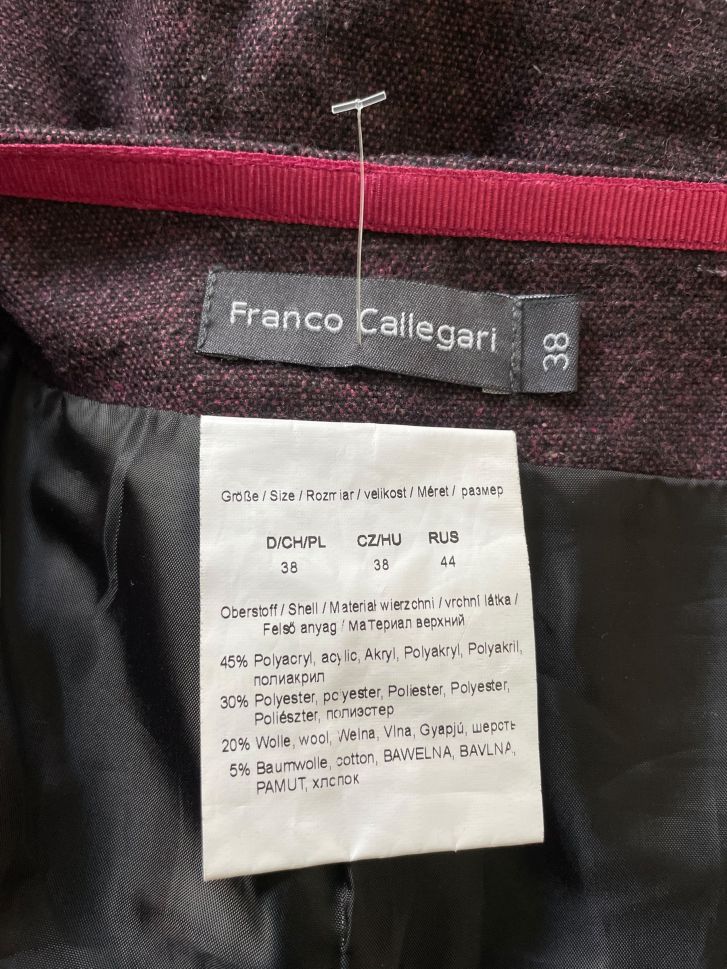 Franco Callegari
38
Größe / Size / Rozmiar / velikost / Méret / размер
D/CH/PL CZ/HU RUS
38 38 44
Oberstoff / Shell / Materiał wierzchni / vrchní látka /
Felső anyag / материал верхний
45% Polyacryl, acylic, Akryl, Polyakryl, Polyakril,
полиакрил
30% Polyester, polyester, Poliester, Polyester,
Poliészter, полиэстер
20% Wolle, wool, Welna, Vlna, Gyapjú, шерсть
5% Baumwolle, cotton, BAWELNA, BAVLNA,
PAMUT, хлопок